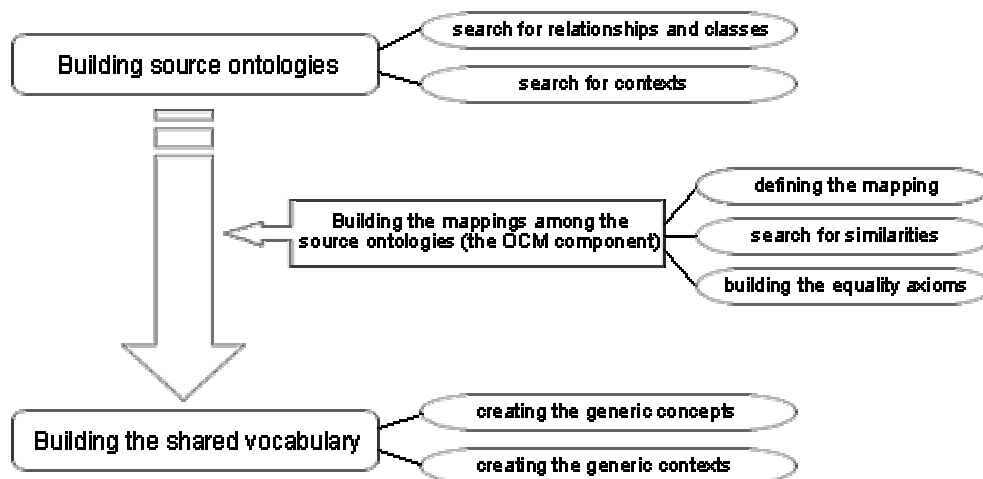 search for relationships and classes
Building source ontologies
search for contexts
defining the mapping
Building the mappings among the
source ontologies (the OCM component)
search for similarities
building the equality axioms
creating the generic concepts
Building the shared vocabulary
creating the generic contexts